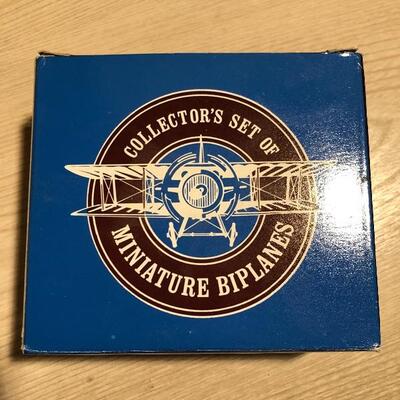 COLLECTOR'S SET OF
MINIATURE BIPLANES